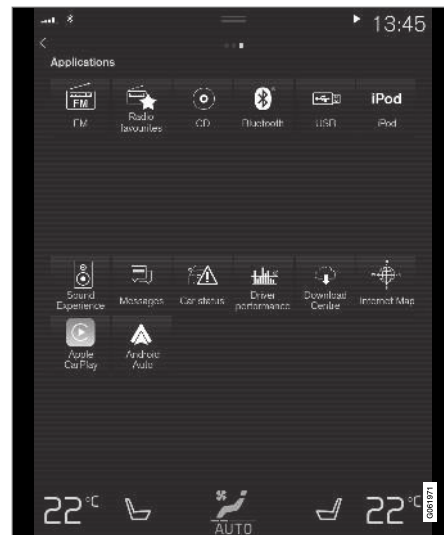 13:45
Applications
FM
FM
Radio
favourites
CD
Bluetooth
USB
iPod
iPod
Sound
Experience
Messages
Car status
Driver
performance
Download
Centre
Internet Map
Apple
CarPlay
Android
Auto
22°C
AUTO
22°C
G061971